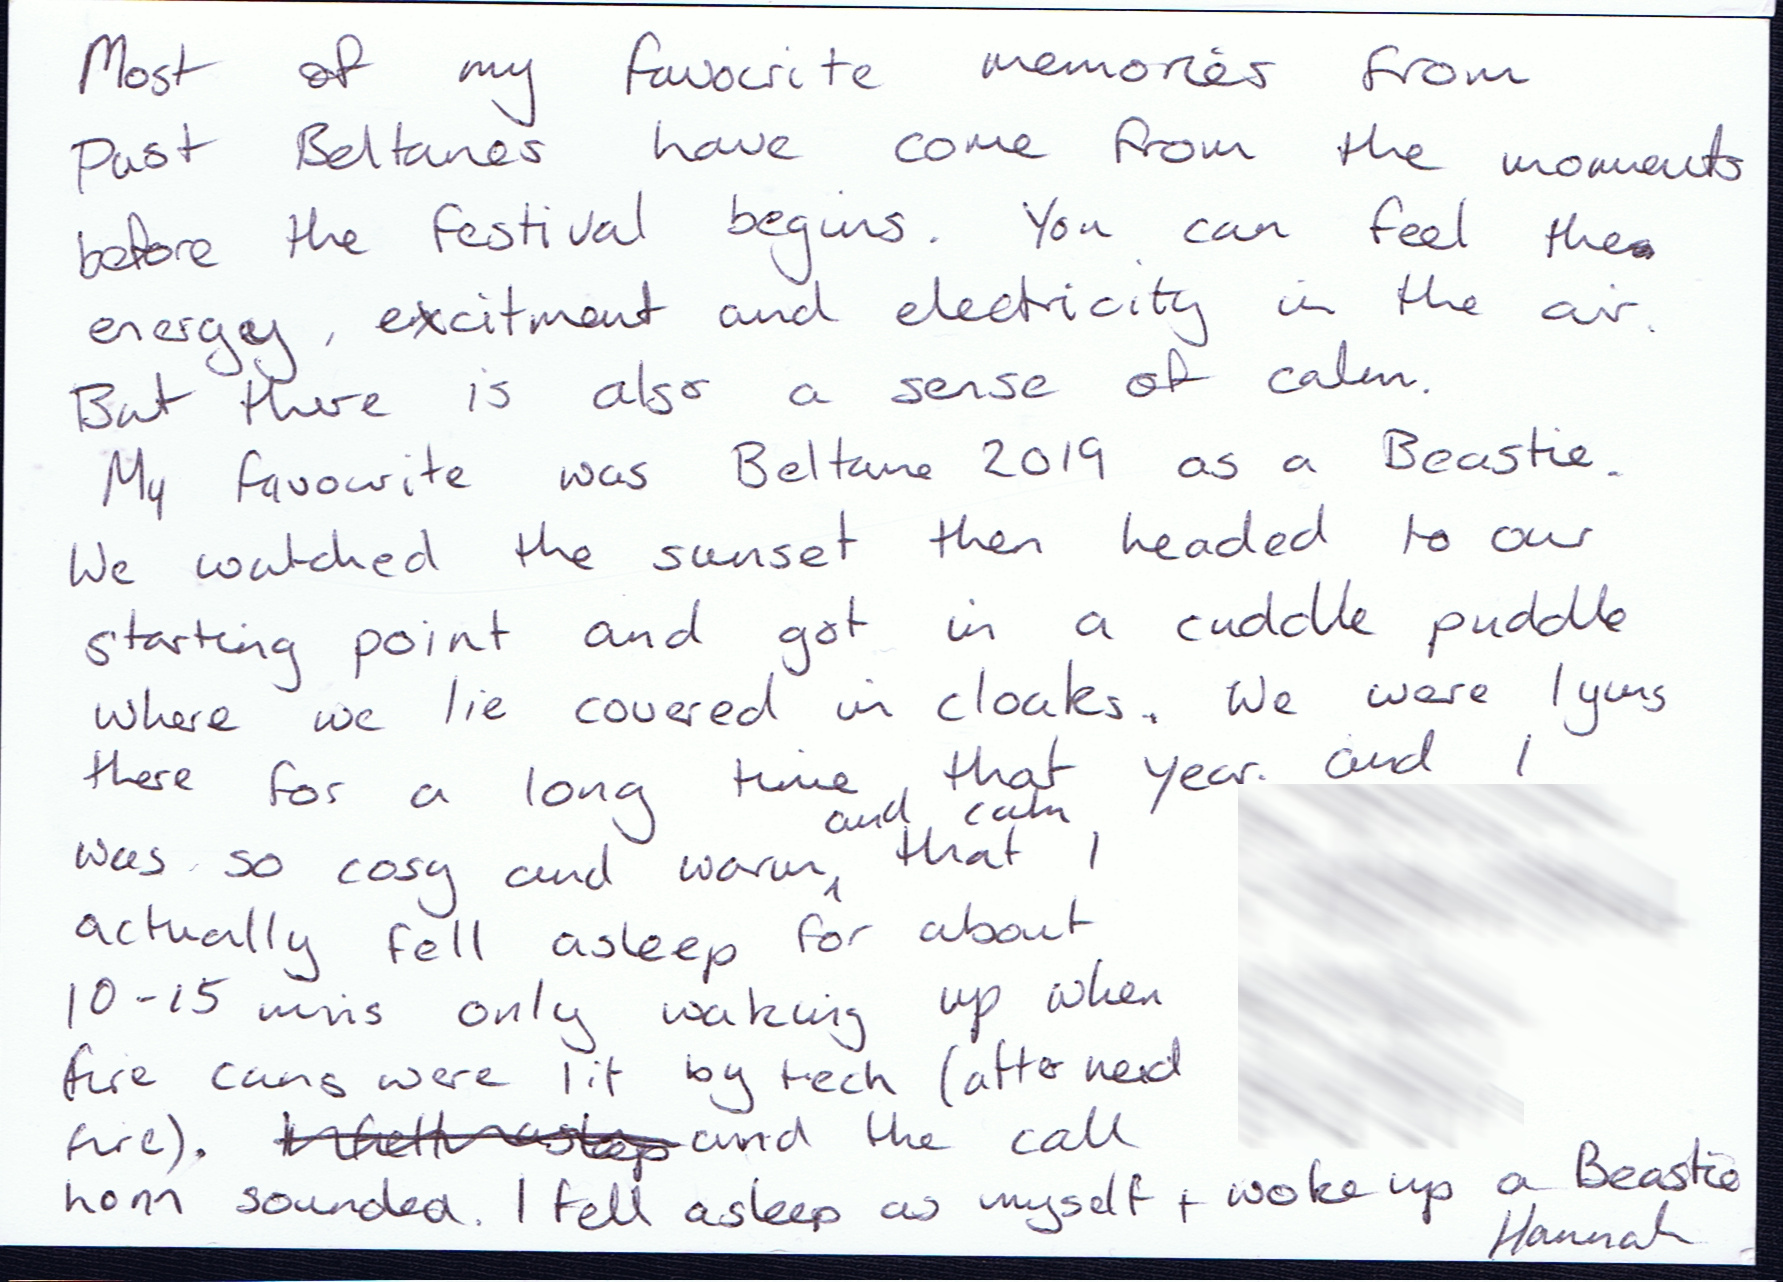 Most of my favourite memories from
Past Beltanes have come from the moments
before the festival begins. You can feel the
energy, excitment and electricity in the air.
But there is also a sense of calm.
My favourite was Beltane 2019 as a Beastie.
We watched the sunset then headed to our
starting point and got in a cuddle puddle
where we lie covered in cloaks. We were lying
there for a long time, that year. and I
was so cosy and warm and calm that I
actually fell asleep for about
10-15 mins only waking up when
fire cans were lit by tech (after neid
fire). I fell asleep and the call
horn sounded. I fell asleep as myself + woke up a Beastie
Hannah